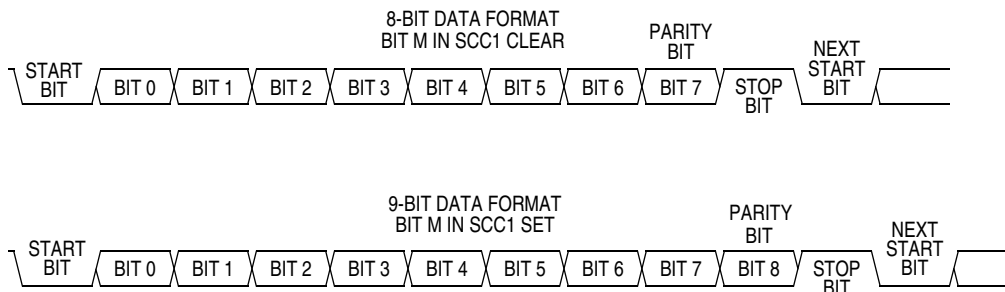 8-BIT DATA FORMAT
BIT M IN SCC1 CLEAR
PARITY
BIT
START
BIT
BIT 0
BIT 1
BIT 2
BIT 3
BIT 4
BIT 5
BIT 6
BIT 7
STOP
BIT
NEXT
START
BIT
9-BIT DATA FORMAT
BIT M IN SCC1 SET
PARITY
BIT
START
BIT
BIT 0
BIT 1
BIT 2
BIT 3
BIT 4
BIT 5
BIT 6
BIT 7
BIT 8
STOP
BIT
NEXT
START
BIT